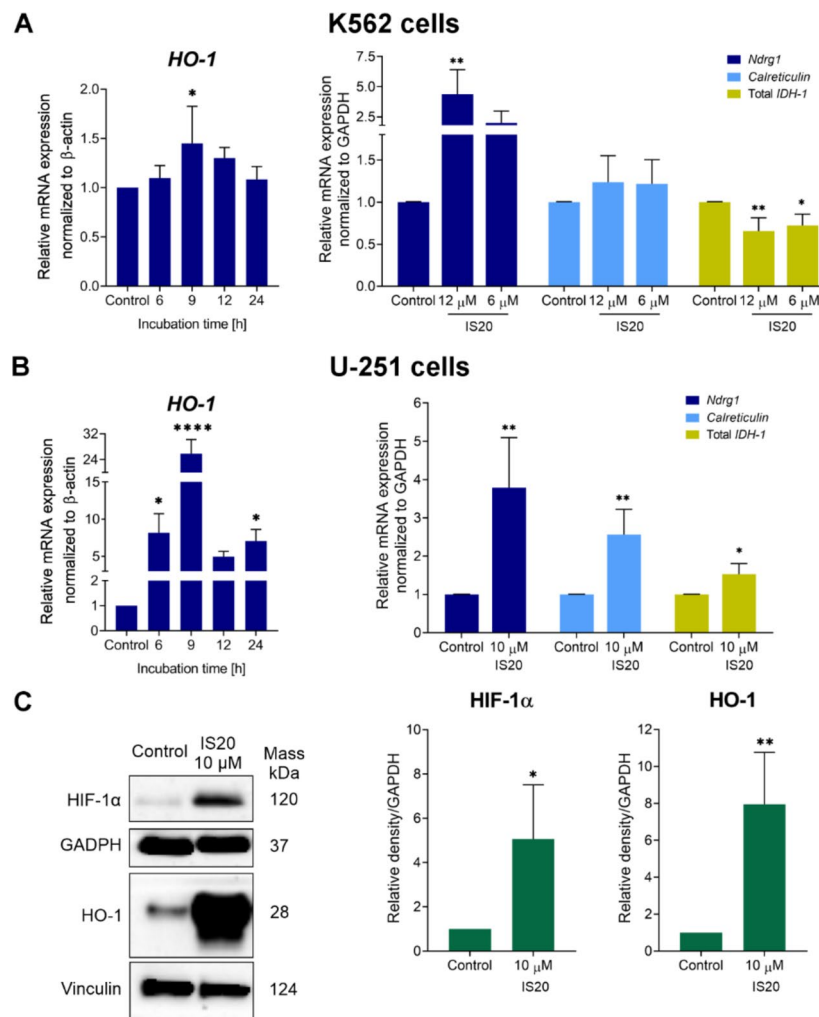 A
K562 cells
HO-1
Relative mRNA expression
normalized to β-actin
2.0
1.5
1.0
0.5
0.0
*
Control 6 9 12 24
Incubation time [h]
Relative mRNA expression
normalized to GAPDH
7.5
5.0
2.5
1.5
1.0
0.5
0.0
**
**
*
Ndrg1
Calreticulin
Total IDH-1
Control 12 μM 6 μM Control 12 μM 6 μM Control 12 μM 6 μM
IS20 IS20 IS20
B
U-251 cells
HO-1
Relative mRNA expression
normalized to β-actin
32
24
16
15
10
5
2
1
0
*
****
*
Control 6 9 12 24
Incubation time [h]
Relative mRNA expression
normalized to GAPDH
6
5
4
3
2
1
0
**
**
*
Ndrg1
Calreticulin
Total IDH-1
Control 10 μM Control 10 μM Control 10 μM
IS20 IS20 IS20
C
Control IS20
10 μM
Mass
kDa
HIF-1α 120
GADPH 37
HO-1 28
Vinculin 124
HIF-1α
Relative density/GAPDH
10
8
6
4
2
0
*
Control 10 μM
IS20
HO-1
Relative density/GAPDH
12
10
8
6
4
2
0
**
Control 10 μM
IS20